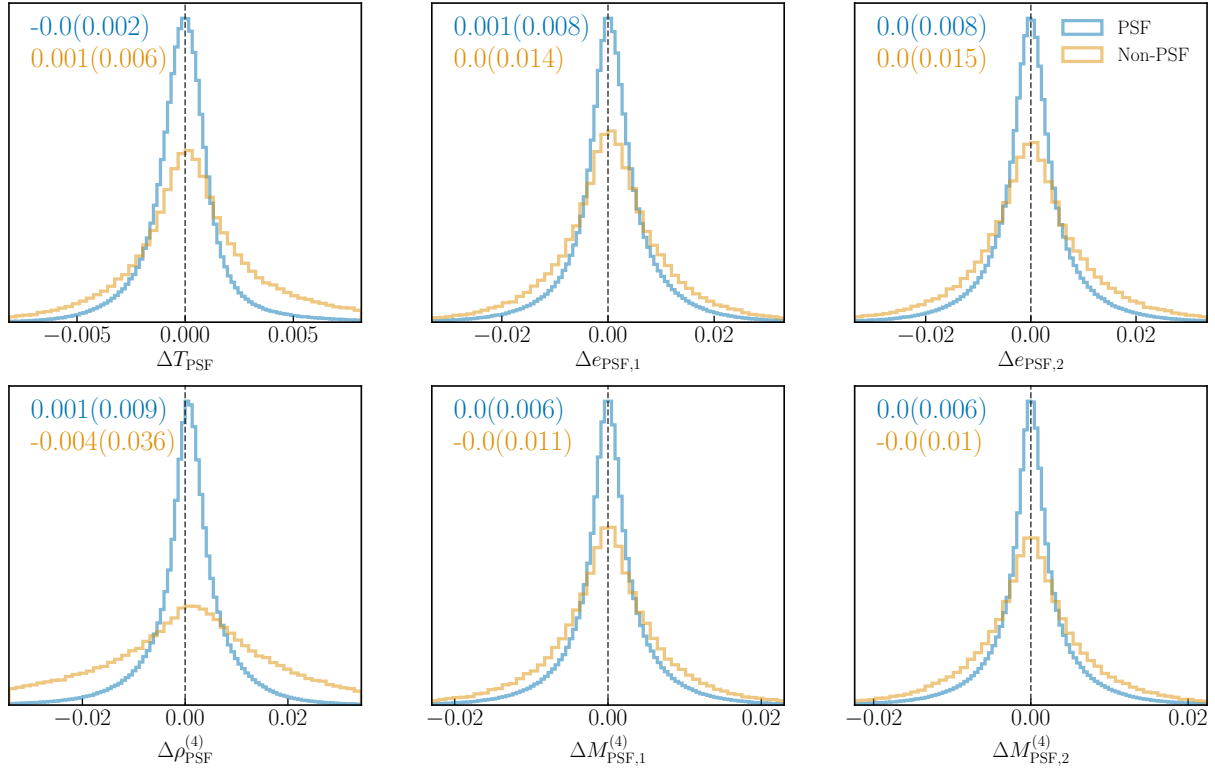 -0.0(0.002)
0.001(0.006)
−0.005 0.000 0.005
ΔT_PSF
0.001(0.008)
0.0(0.014)
−0.02 0.00 0.02
Δe_PSF,1
0.0(0.008)
0.0(0.015)
PSF
Non-PSF
−0.02 0.00 0.02
Δe_PSF,2
0.001(0.009)
-0.004(0.036)
−0.02 0.00 0.02
Δρ^(4)_PSF
0.0(0.006)
-0.0(0.011)
−0.02 0.00 0.02
ΔM^(4)_PSF,1
0.0(0.006)
-0.0(0.01)
−0.02 0.00 0.02
ΔM^(4)_PSF,2